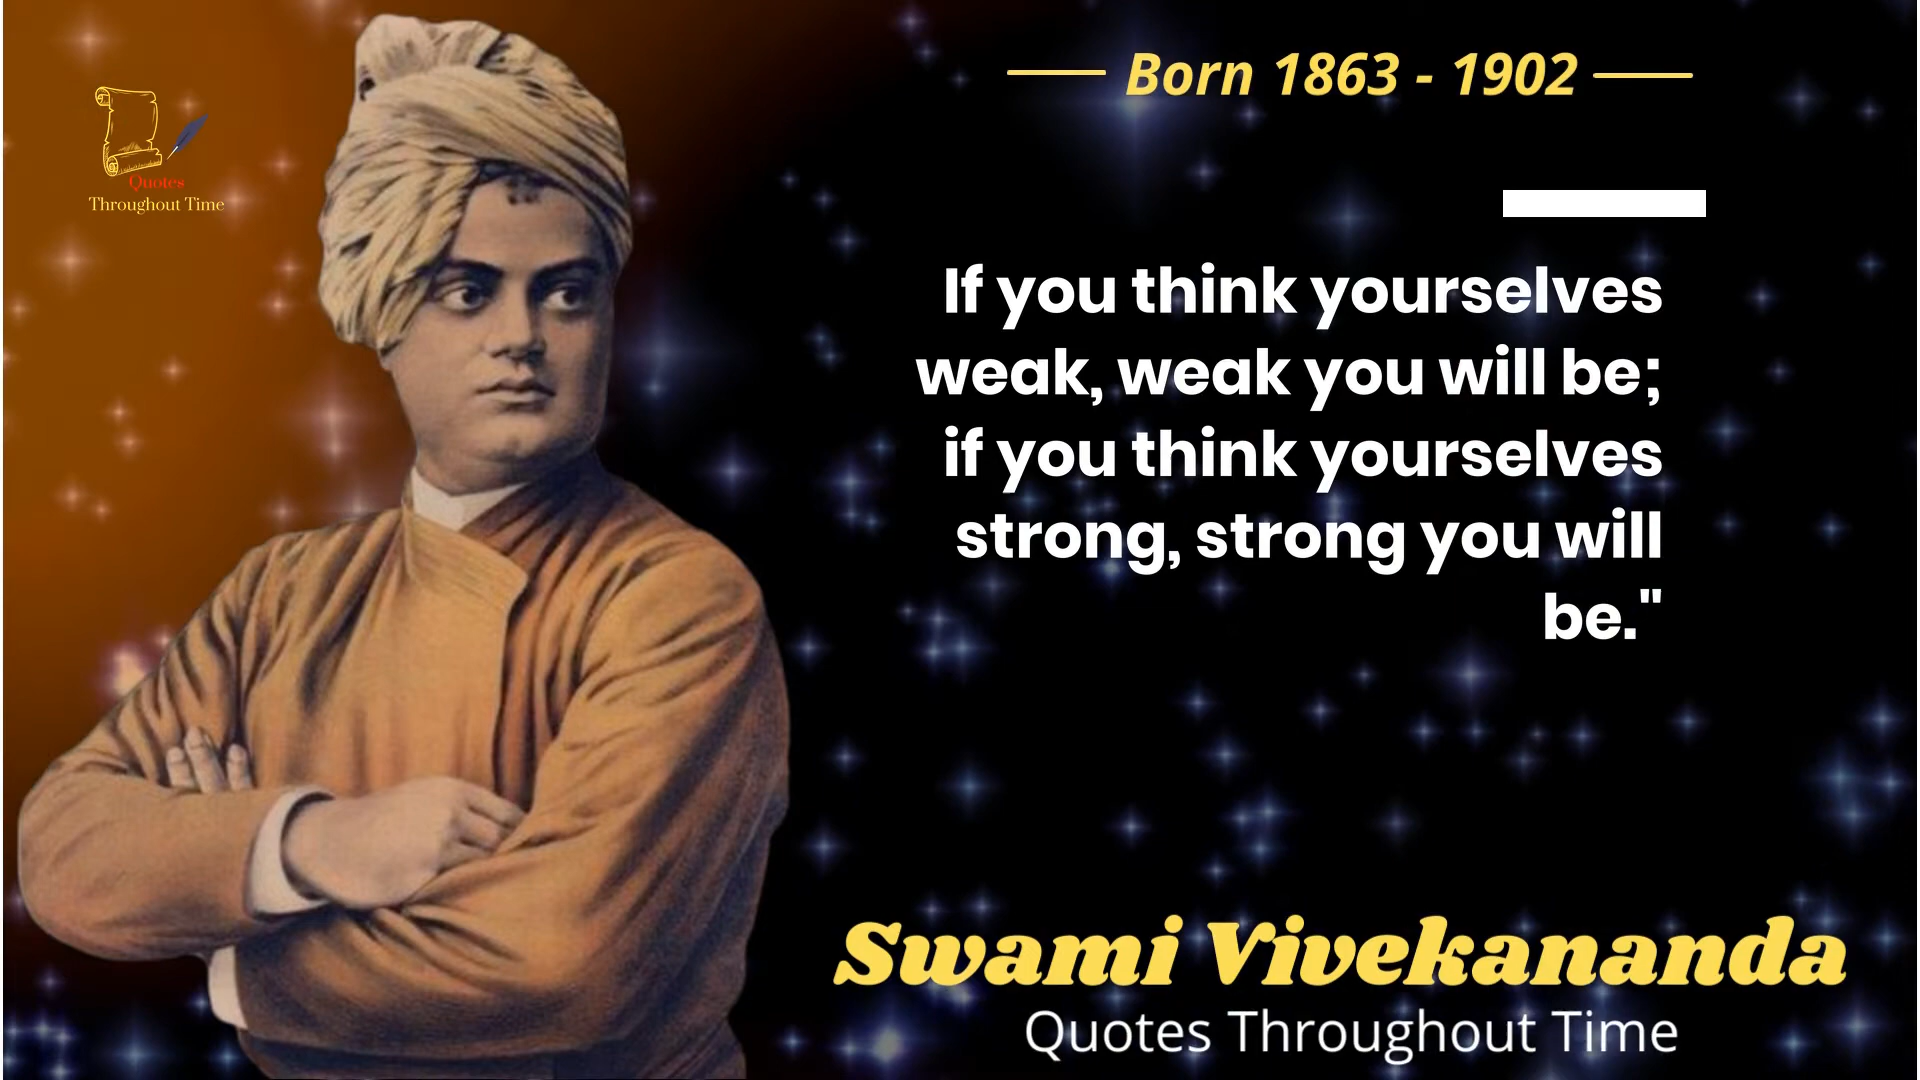 Quotes
Throughout Time
Born 1863 - 1902
If you think yourselves
weak, weak you will be;
if you think yourselves
strong, strong you will
be."
Swami Vivekananda
Quotes Throughout Time